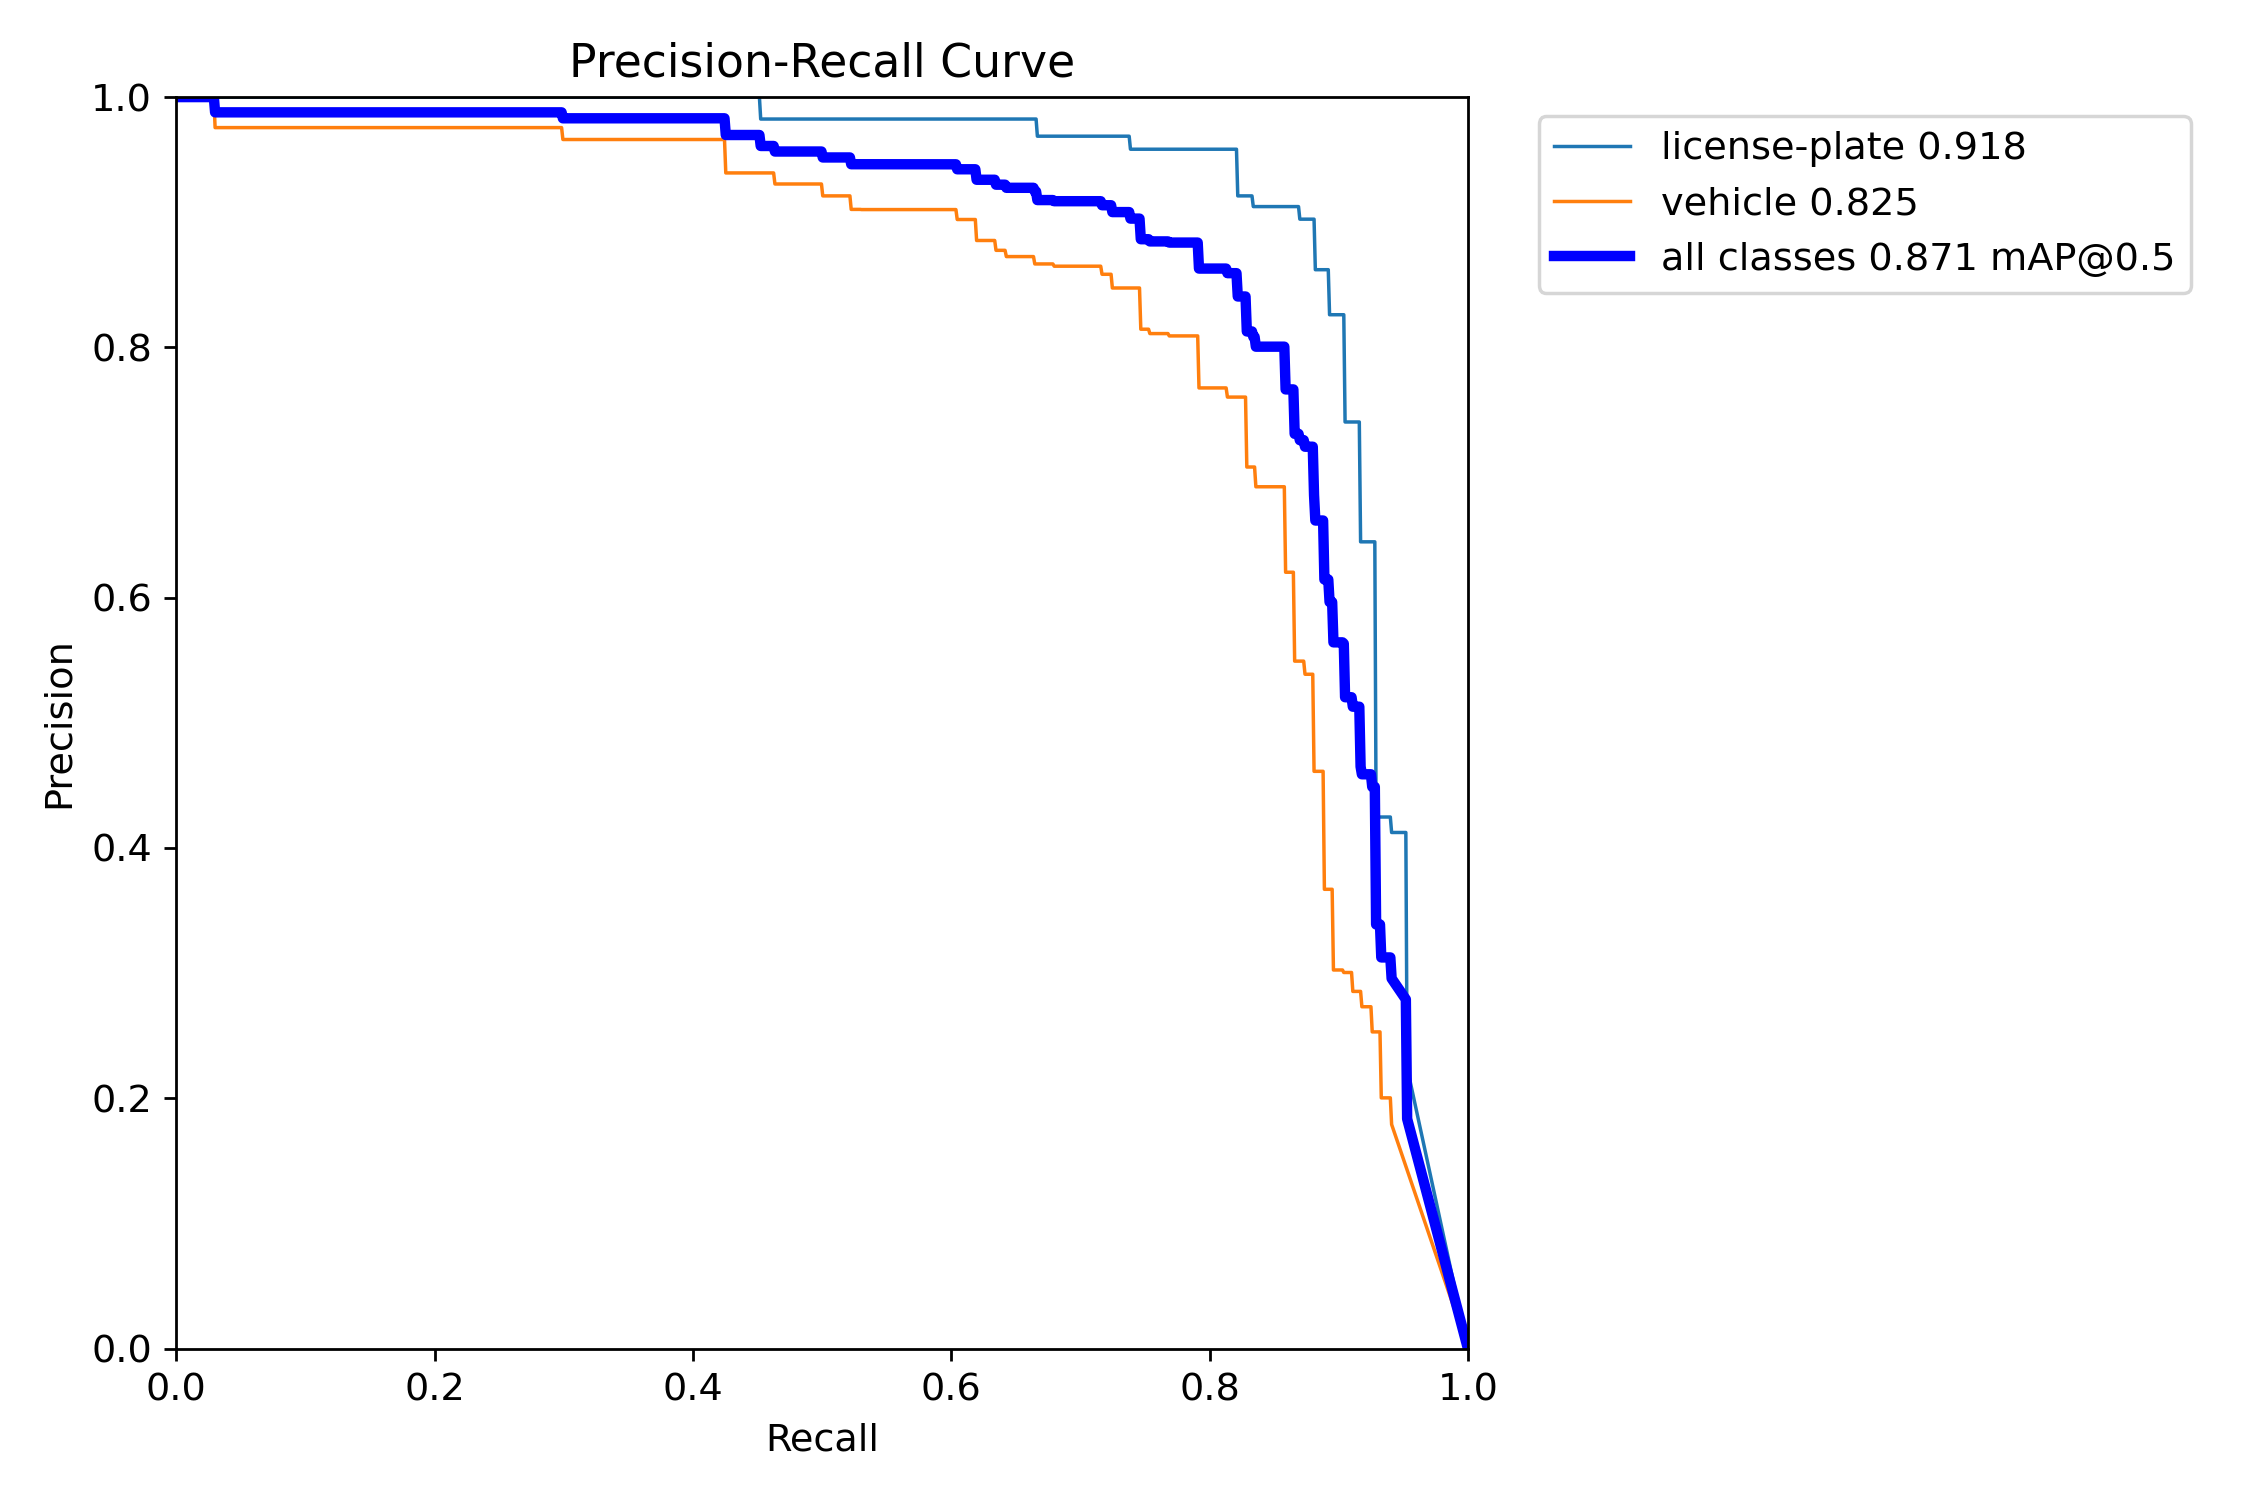 Precision-Recall Curve
1.0
0.8
0.6
0.4
0.2
0.0
Precision
0.0 0.2 0.4 0.6 0.8 1.0
Recall
license-plate 0.918
vehicle 0.825
all classes 0.871 mAP@0.5